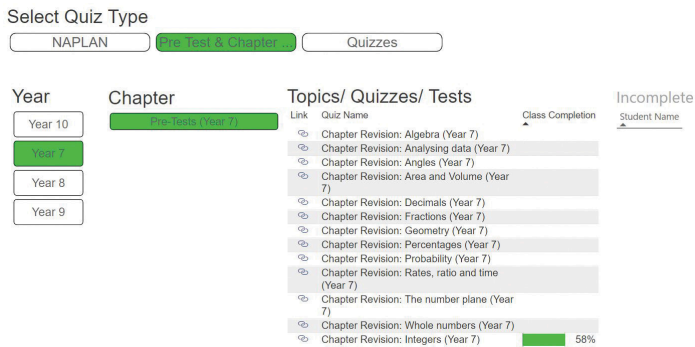 Select Quiz Type
NAPLAN
Pre Test & Chapter ...
Quizzes
Year
Year 10
Year 7
Year 8
Year 9
Chapter
Pre-Tests (Year 7)
Topics/ Quizzes/ Tests
Link Quiz Name Class Completion
Chapter Revision: Algebra (Year 7)
Chapter Revision: Analysing data (Year 7)
Chapter Revision: Angles (Year 7)
Chapter Revision: Area and Volume (Year
7)
Chapter Revision: Decimals (Year 7)
Chapter Revision: Fractions (Year 7)
Chapter Revision: Geometry (Year 7)
Chapter Revision: Percentages (Year 7)
Chapter Revision: Probability (Year 7)
Chapter Revision: Rates, ratio and time
(Year 7)
Chapter Revision: The number plane (Year
7)
Chapter Revision: Whole numbers (Year 7)
Chapter Revision: Integers (Year 7) 58%
Incomplete
Student Name